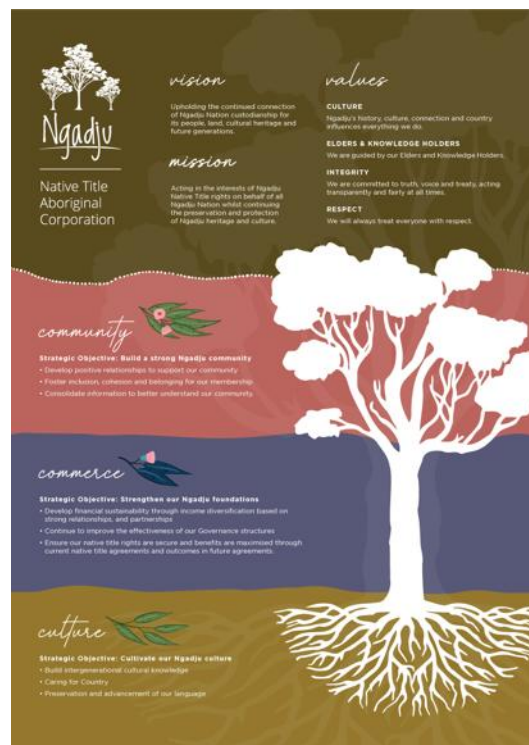 Ngadju
Native Title
Aboriginal
Corporation
vision
Upholding the continued connection
of Ngadju Nation custodianship for
its people, land, cultural heritage and
future generations.
mission
Acting in the interests of Ngadju
Native Title rights on behalf of all
Ngadju Nation whilst continuing
the preservation and protection
of Ngadju heritage and culture.
values
CULTURE
Ngadju's history, culture, connection and country
influences everything we do.
ELDERS & KNOWLEDGE HOLDERS
We are guided by our Elders and Knowledge Holders.
INTEGRITY
We are committed to truth, voice and treaty, acting
transparently and fairly at all times.
RESPECT
We will always treat everyone with respect.
community
Strategic Objective: Build a strong Ngadju community
• Develop positive relationships to support our community
• Foster inclusion, cohesion and belonging for our membership
• Consolidate information to better understand our community
commerce
Strategic Objective: Strengthen our Ngadju foundations
• Develop financial sustainability through income diversification based on
strong relationships, and partnerships
• Continue to improve the effectiveness of our Governance structures
• Ensure our native title rights are secure and benefits are maximised through
current native title agreements and outcomes in future agreements.
culture
Strategic Objective: Cultivate our Ngadju culture
• Build intergenerational cultural knowledge
• Caring for Country
• Preservation and advancement of our language